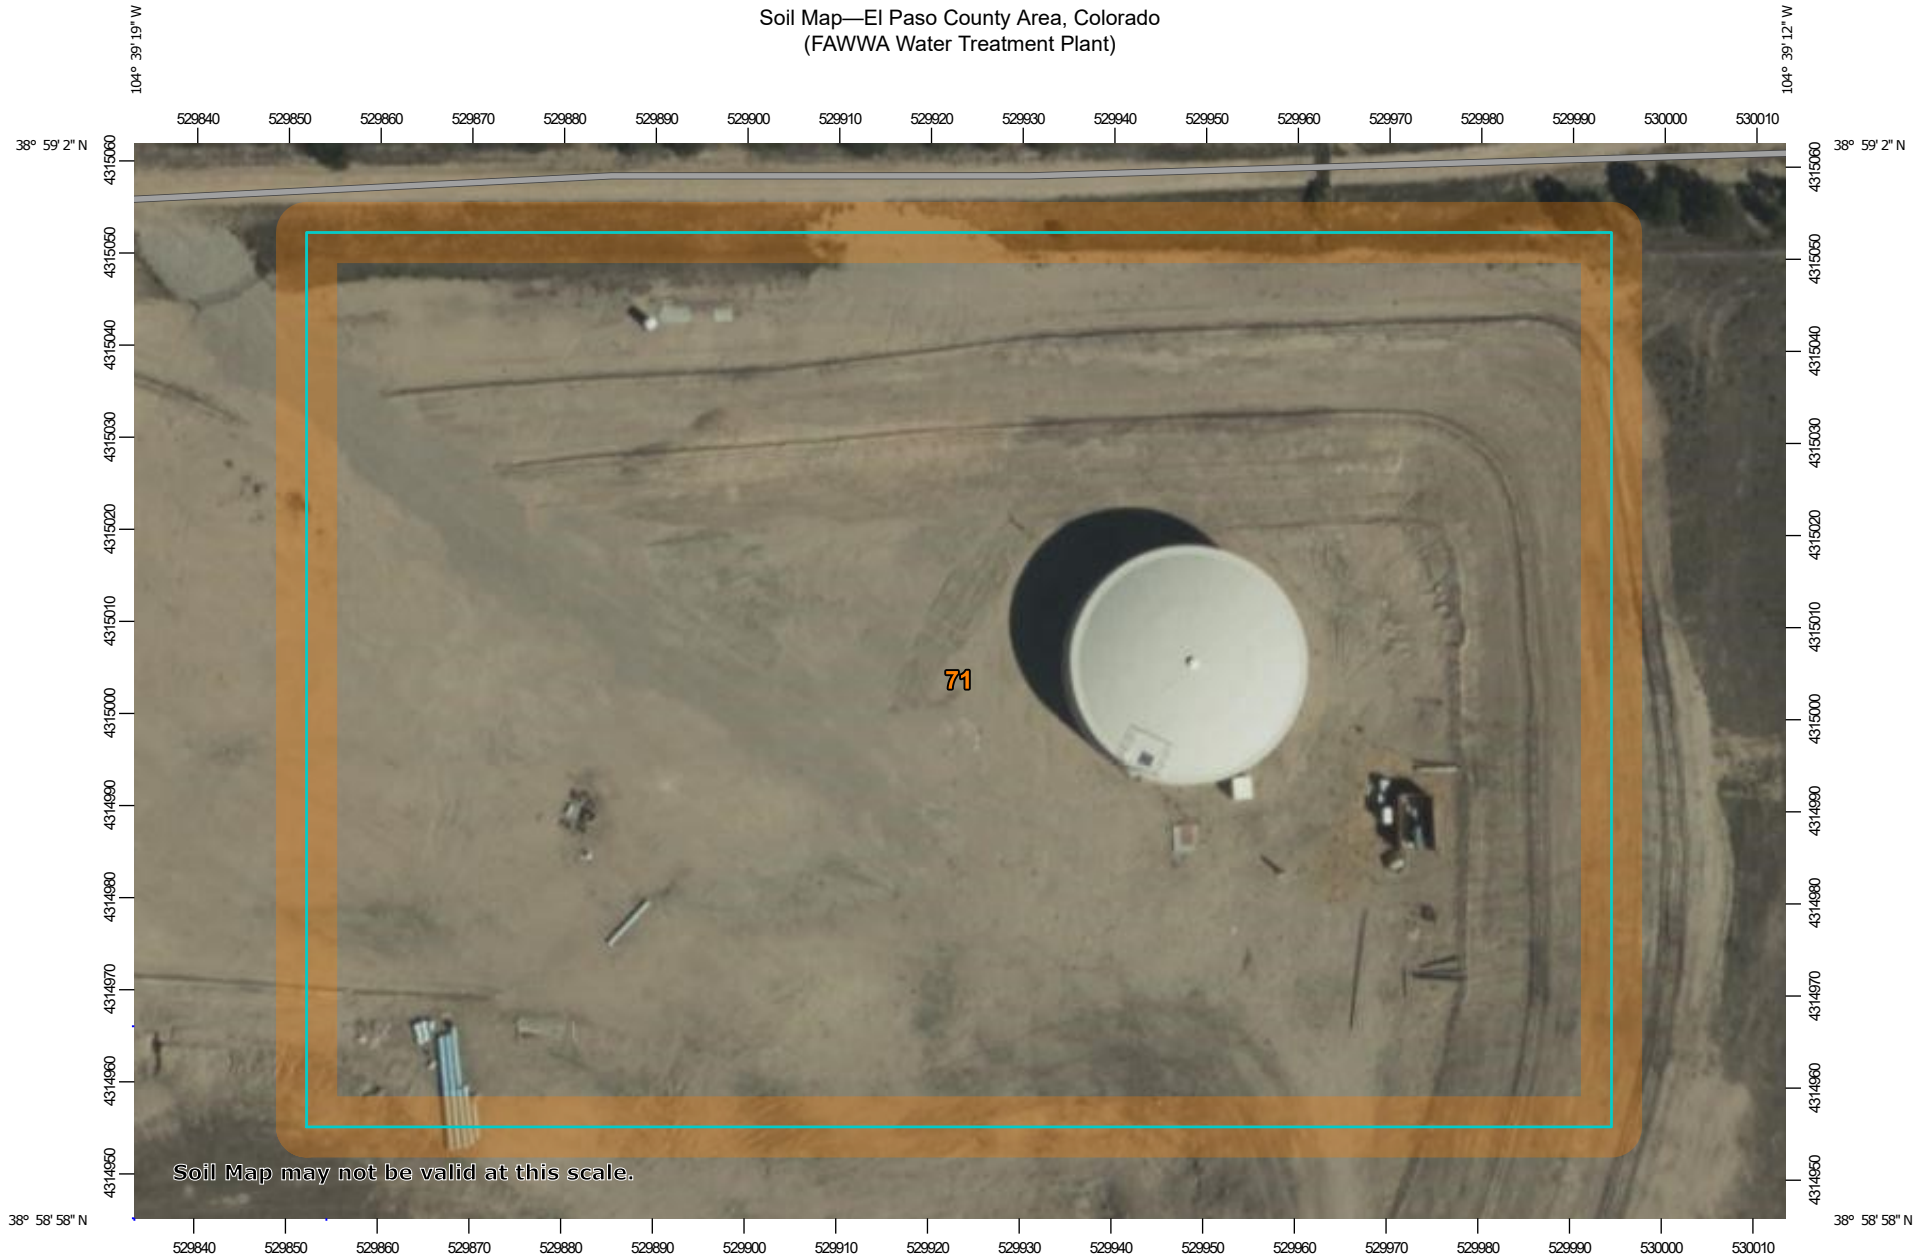 Soil Map—El Paso County Area, Colorado
(FAWWA Water Treatment Plant)
104° 39' 19" W
104° 39' 12" W
529840 529850 529860 529870 529880 529890 529900 529910 529920 529930 529940 529950 529960 529970 529980 529990 530000 530010
38° 59' 2" N
38° 59' 2" N
4315060
4315050
4315040
4315030
4315020
4315010
4315000
4314990
4314980
4314970
4314960
4314950
4315060
4315050
4315040
4315030
4315020
4315010
4315000
4314990
4314980
4314970
4314960
4314950
71
Soil Map may not be valid at this scale.
38° 58' 58" N
38° 58' 58" N
529840 529850 529860 529870 529880 529890 529900 529910 529920 529930 529940 529950 529960 529970 529980 529990 530000 530010